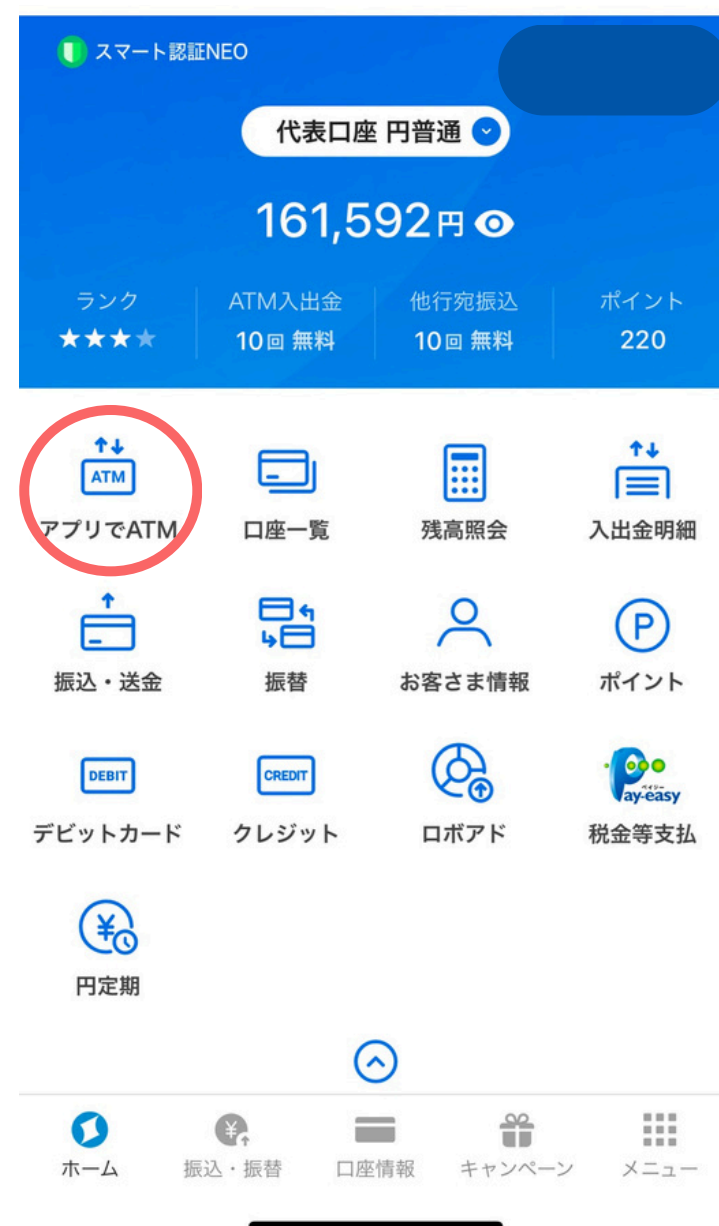 スマート認証NEO
代表口座 円普通
161,592円
ランク ATM入出金 他行宛振込 ポイント
★★★★ 10回 無料 10回 無料 220
ATM
アプリでATM 口座一覧 残高照会 入出金明細
P
振込・送金 振替 お客さま情報 ポイント
DEBIT CREDIT Pay-easy ペイジー
デビットカード クレジット ロボアド 税金等支払
¥
円定期
¥
ホーム 振込・振替 口座情報 キャンペーン メニュー